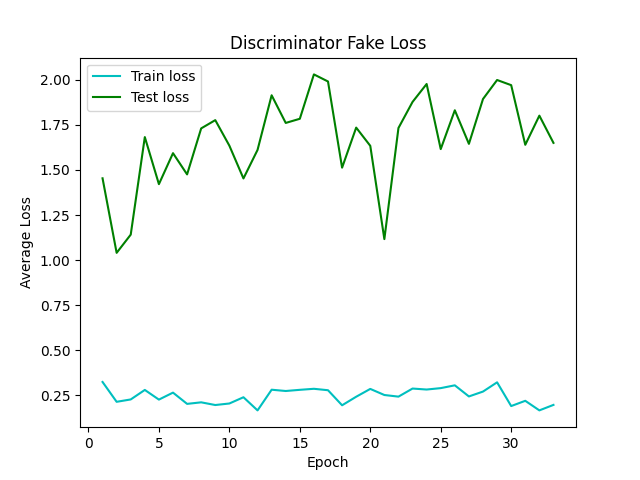 Discriminator Fake Loss
Train loss
Test loss
2.00
1.75
1.50
1.25
1.00
0.75
0.50
0.25
Average Loss
0 5 10 15 20 25 30
Epoch